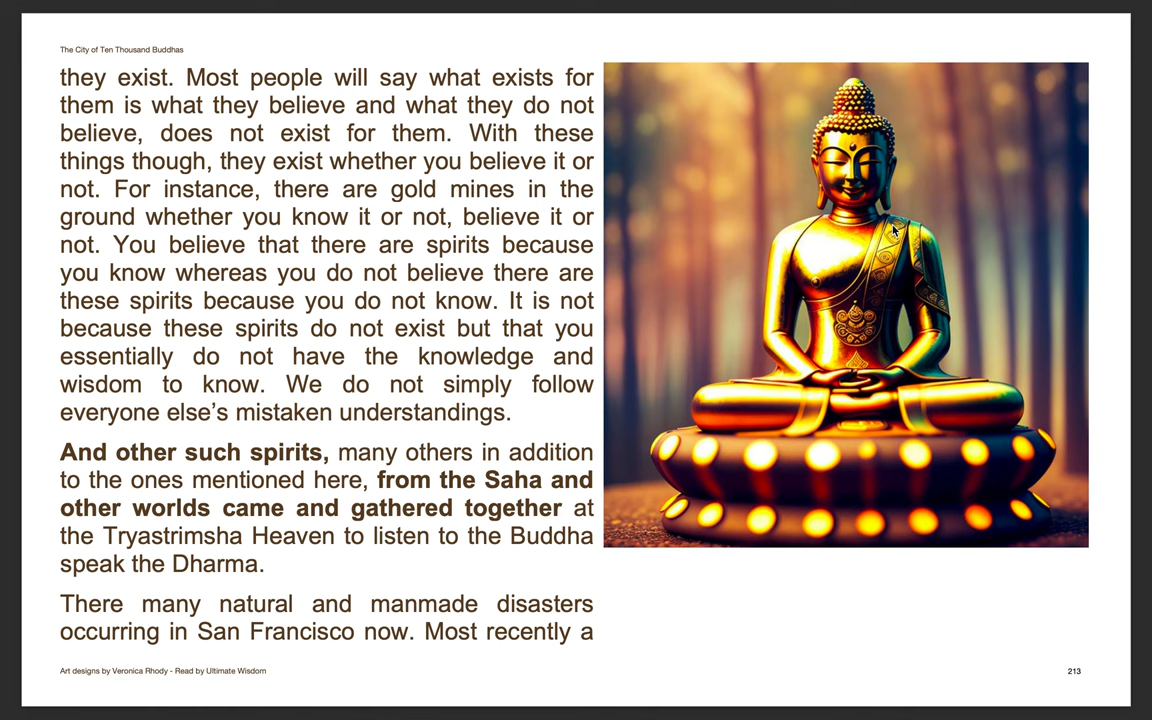 The City of Ten Thousand Buddhas
they exist. Most people will say what exists for
them is what they believe and what they do not
believe, does not exist for them. With these
things though, they exist whether you believe it or
not. For instance, there are gold mines in the
ground whether you know it or not, believe it or
not. You believe that there are spirits because
you know whereas you do not believe there are
these spirits because you do not know. It is not
because these spirits do not exist but that you
essentially do not have the knowledge and
wisdom to know. We do not simply follow
everyone else’s mistaken understandings.
And other such spirits, many others in addition
to the ones mentioned here, from the Saha and
other worlds came and gathered together at
the Tryastrimsha Heaven to listen to the Buddha
speak the Dharma.
There many natural and manmade disasters
occurring in San Francisco now. Most recently a
Art designs by Veronica Rhody - Read by Ultimate Wisdom
213